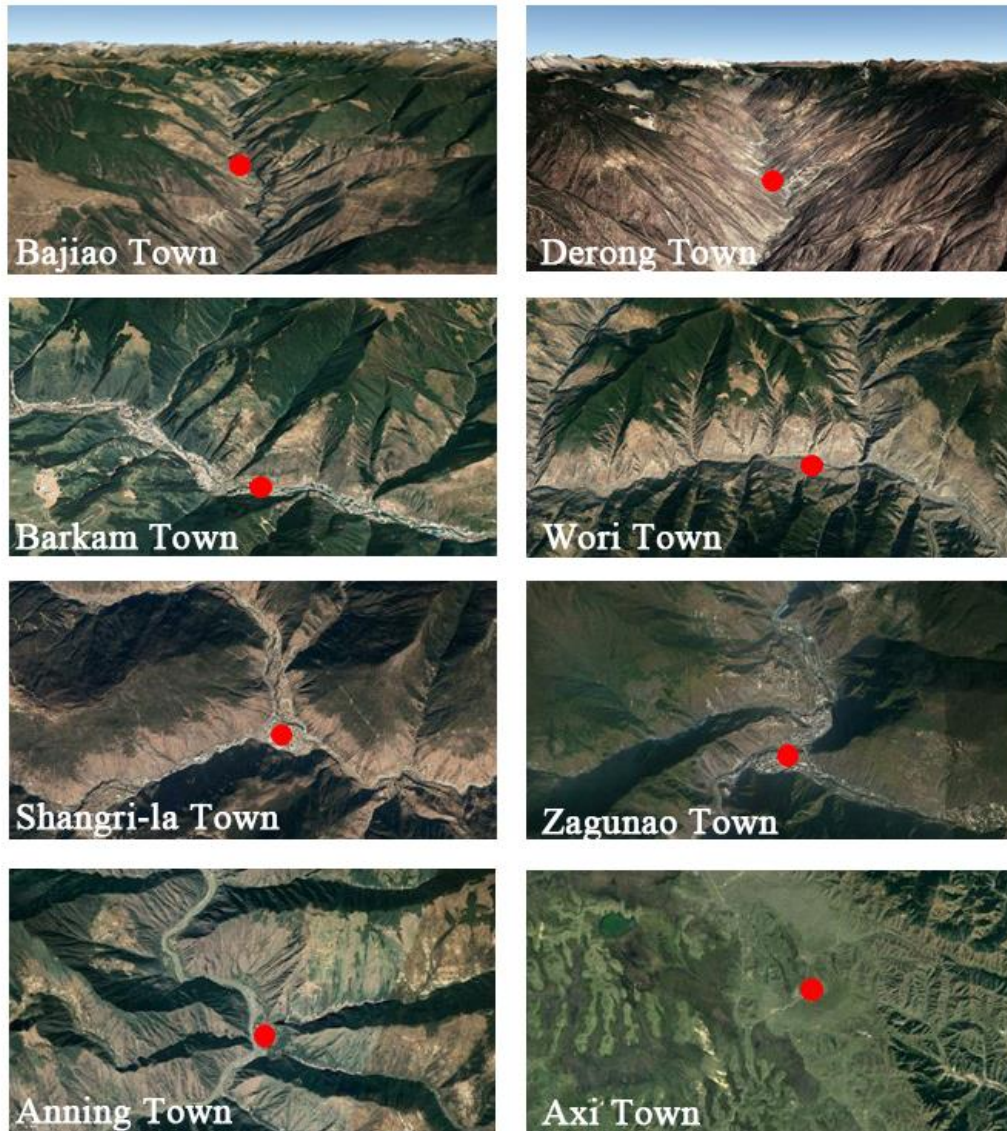 Bajiao Town
Derong Town
Barkam Town
Wori Town
Shangri-la Town
Zagunao Town
Anning Town
Axi Town